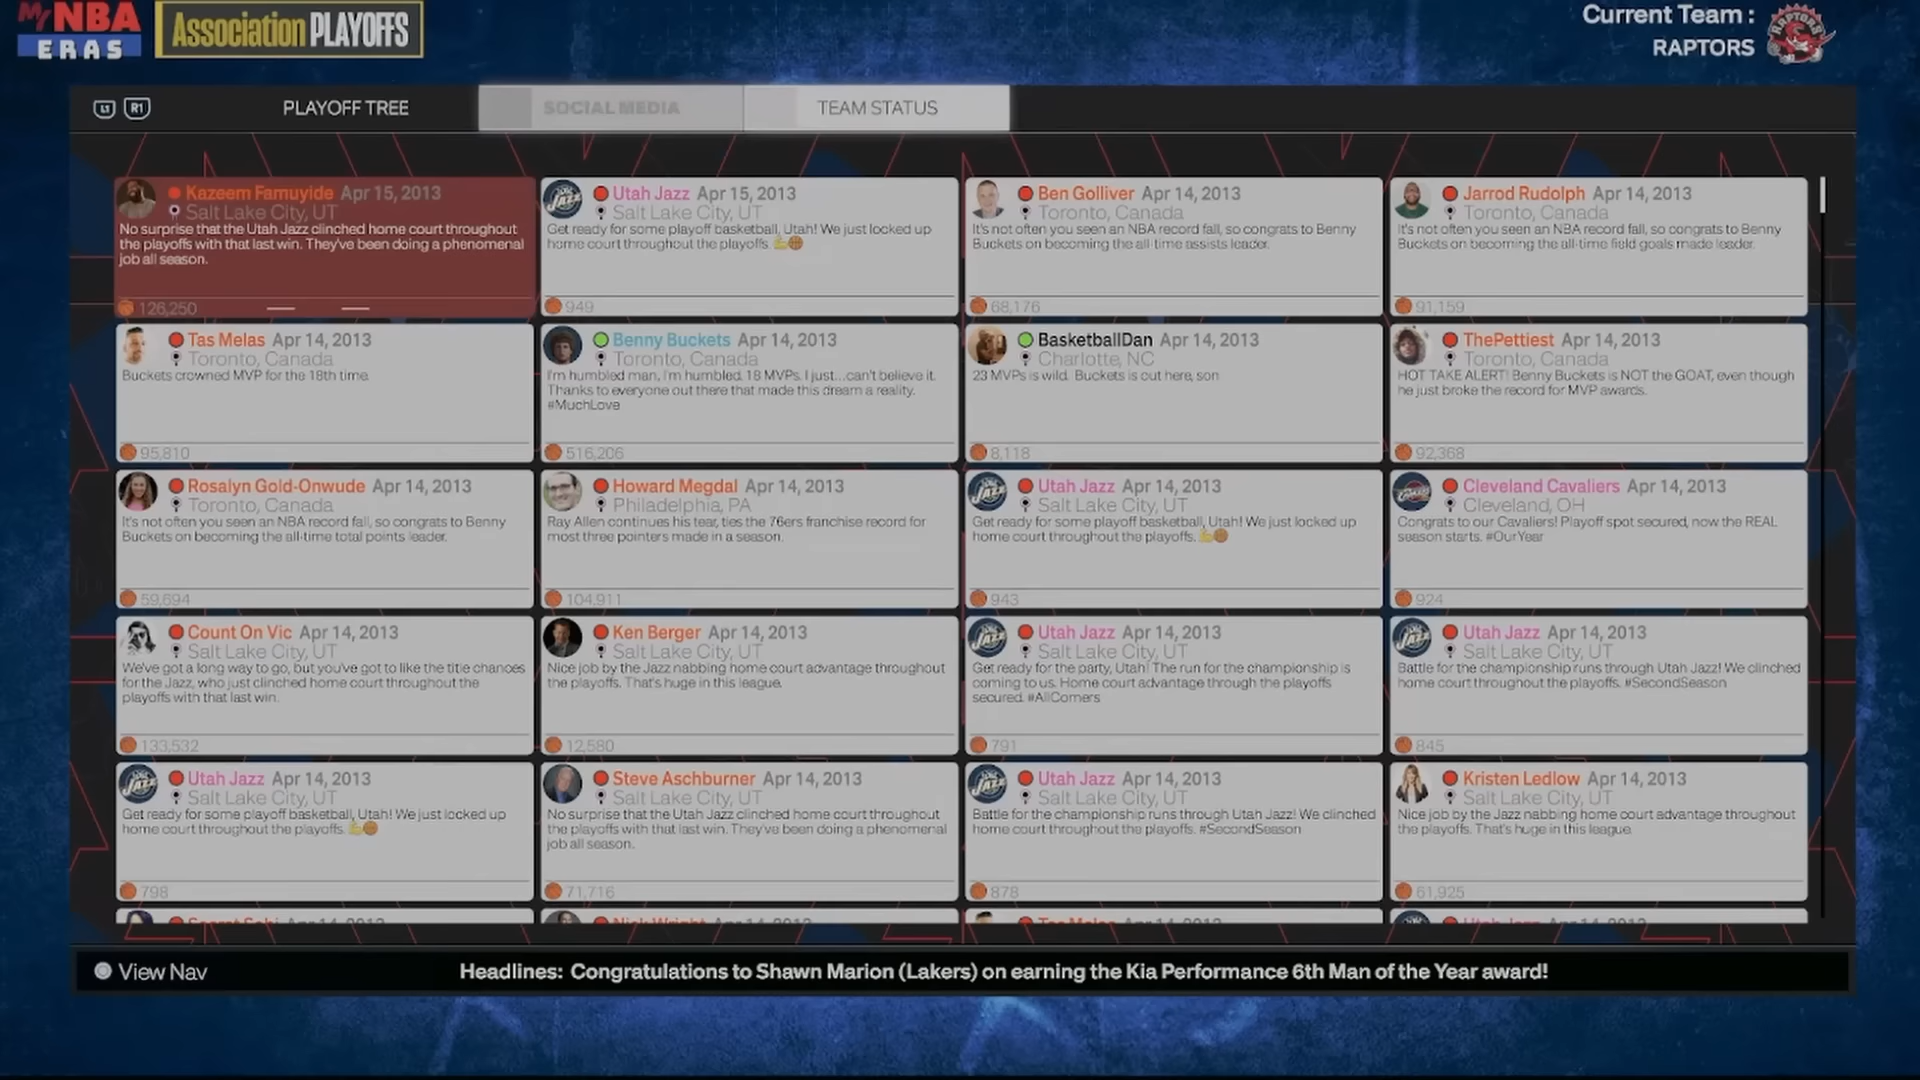 MyNBA
ERAS
Association PLAYOFFS
Current Team :
RAPTORS
L1 R1
PLAYOFF TREE
SOCIAL MEDIA
TEAM STATUS
Kazeem Famuyide Apr 15, 2013
Salt Lake City, UT
No surprise that the Utah Jazz clinched home court throughout
the playoffs with that last win. They've been doing a phenomenal
job all season.
126,250
Utah Jazz Apr 15, 2013
Salt Lake City, UT
Get ready for some playoff basketball, Utah! We just locked up
home court throughout the playoffs. 💪🏀
949
Ben Golliver Apr 14, 2013
Toronto, Canada
It's not often you seen an NBA record fall, so congrats to Benny
Buckets on becoming the all-time assists leader.
68,176
Jarrod Rudolph Apr 14, 2013
Toronto, Canada
It's not often you seen an NBA record fall, so congrats to Benny
Buckets on becoming the all-time field goals made leader.
91,159
Tas Melas Apr 14, 2013
Toronto, Canada
Buckets crowned MVP for the 18th time.
95,810
Benny Buckets Apr 14, 2013
Toronto, Canada
I'm humbled man, I'm humbled. 18 MVPs. I just...can't believe it.
Thanks to everyone out there that made this dream a reality.
#MuchLove
516,206
BasketballDan Apr 14, 2013
Charlotte, NC
23 MVPs is wild. Buckets is out here, son
8,118
ThePettiest Apr 14, 2013
Toronto, Canada
HOT TAKE ALERT! Benny Buckets is NOT the GOAT, even though
he just broke the record for MVP awards.
92,368
Rosalyn Gold-Onwude Apr 14, 2013
Toronto, Canada
It's not often you seen an NBA record fall, so congrats to Benny
Buckets on becoming the all-time total points leader.
59,694
Howard Megdal Apr 14, 2013
Philadelphia, PA
Ray Allen continues his tear, ties the 76ers franchise record for
most three pointers made in a season.
104,911
Utah Jazz Apr 14, 2013
Salt Lake City, UT
Get ready for some playoff basketball, Utah! We just locked up
home court throughout the playoffs. 💪🏀
943
Cleveland Cavaliers Apr 14, 2013
Cleveland, OH
Congrats to our Cavaliers! Playoff spot secured, now the REAL
season starts. #OurYear
924
Count On Vic Apr 14, 2013
Salt Lake City, UT
We've got a long way to go, but you've got to like the title chances
for the Jazz, who just clinched home court throughout the
playoffs with that last win.
133,532
Ken Berger Apr 14, 2013
Salt Lake City, UT
Nice job by the Jazz nabbing home court advantage throughout
the playoffs. That's huge in this league.
12,580
Utah Jazz Apr 14, 2013
Salt Lake City, UT
Get ready for the party, Utah! The run for the championship is
coming to us. Home court advantage through the playoffs
secured. #AllComers
791
Utah Jazz Apr 14, 2013
Salt Lake City, UT
Battle for the championship runs through Utah Jazz! We clinched
home court throughout the playoffs. #SecondSeason
845
Utah Jazz Apr 14, 2013
Salt Lake City, UT
Get ready for some playoff basketball, Utah! We just locked up
home court throughout the playoffs. 💪🏀
798
Steve Aschburner Apr 14, 2013
Salt Lake City, UT
No surprise that the Utah Jazz clinched home court throughout
the playoffs with that last win. They've been doing a phenomenal
job all season.
71,716
Utah Jazz Apr 14, 2013
Salt Lake City, UT
Battle for the championship runs through Utah Jazz! We clinched
home court throughout the playoffs. #SecondSeason
878
Kristen Ledlow Apr 14, 2013
Salt Lake City, UT
Nice job by the Jazz nabbing home court advantage throughout
the playoffs. That's huge in this league.
61,925
Apr 14, 2013
Nick Wright Apr 14, 2013
Tas Melas Apr 14, 2013
Utah Jazz Apr 14, 2013
View Nav
Headlines: Congratulations to Shawn Marion (Lakers) on earning the Kia Performance 6th Man of the Year award!